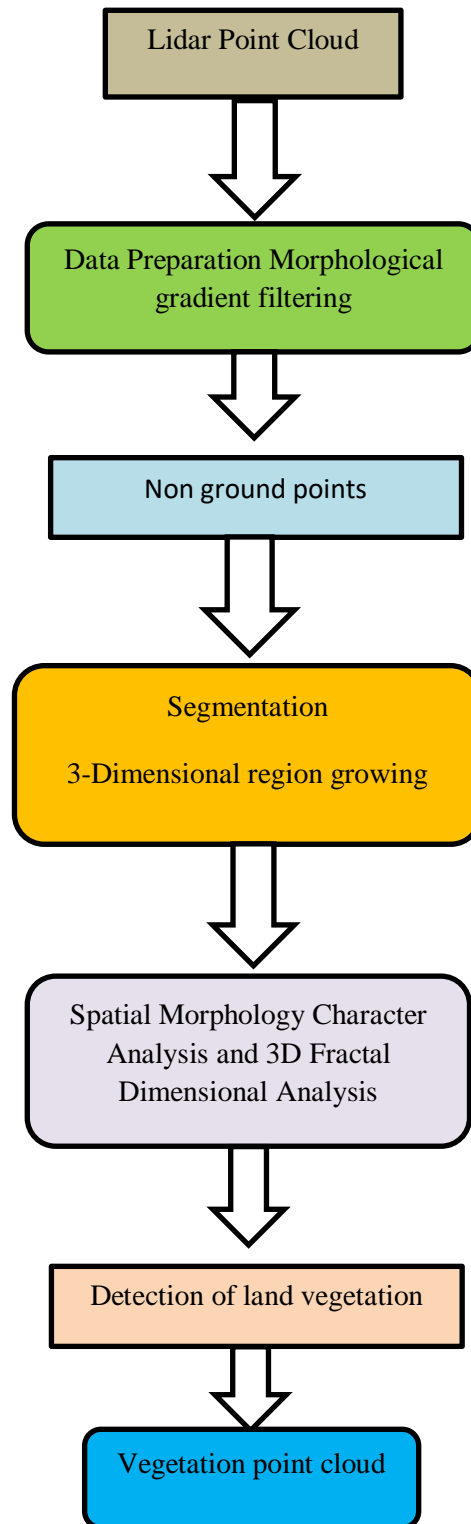 Lidar Point Cloud
Data Preparation Morphological
gradient filtering
Non ground points
Segmentation
3-Dimensional region growing
Spatial Morphology Character
Analysis and 3D Fractal
Dimensional Analysis
Detection of land vegetation
Vegetation point cloud